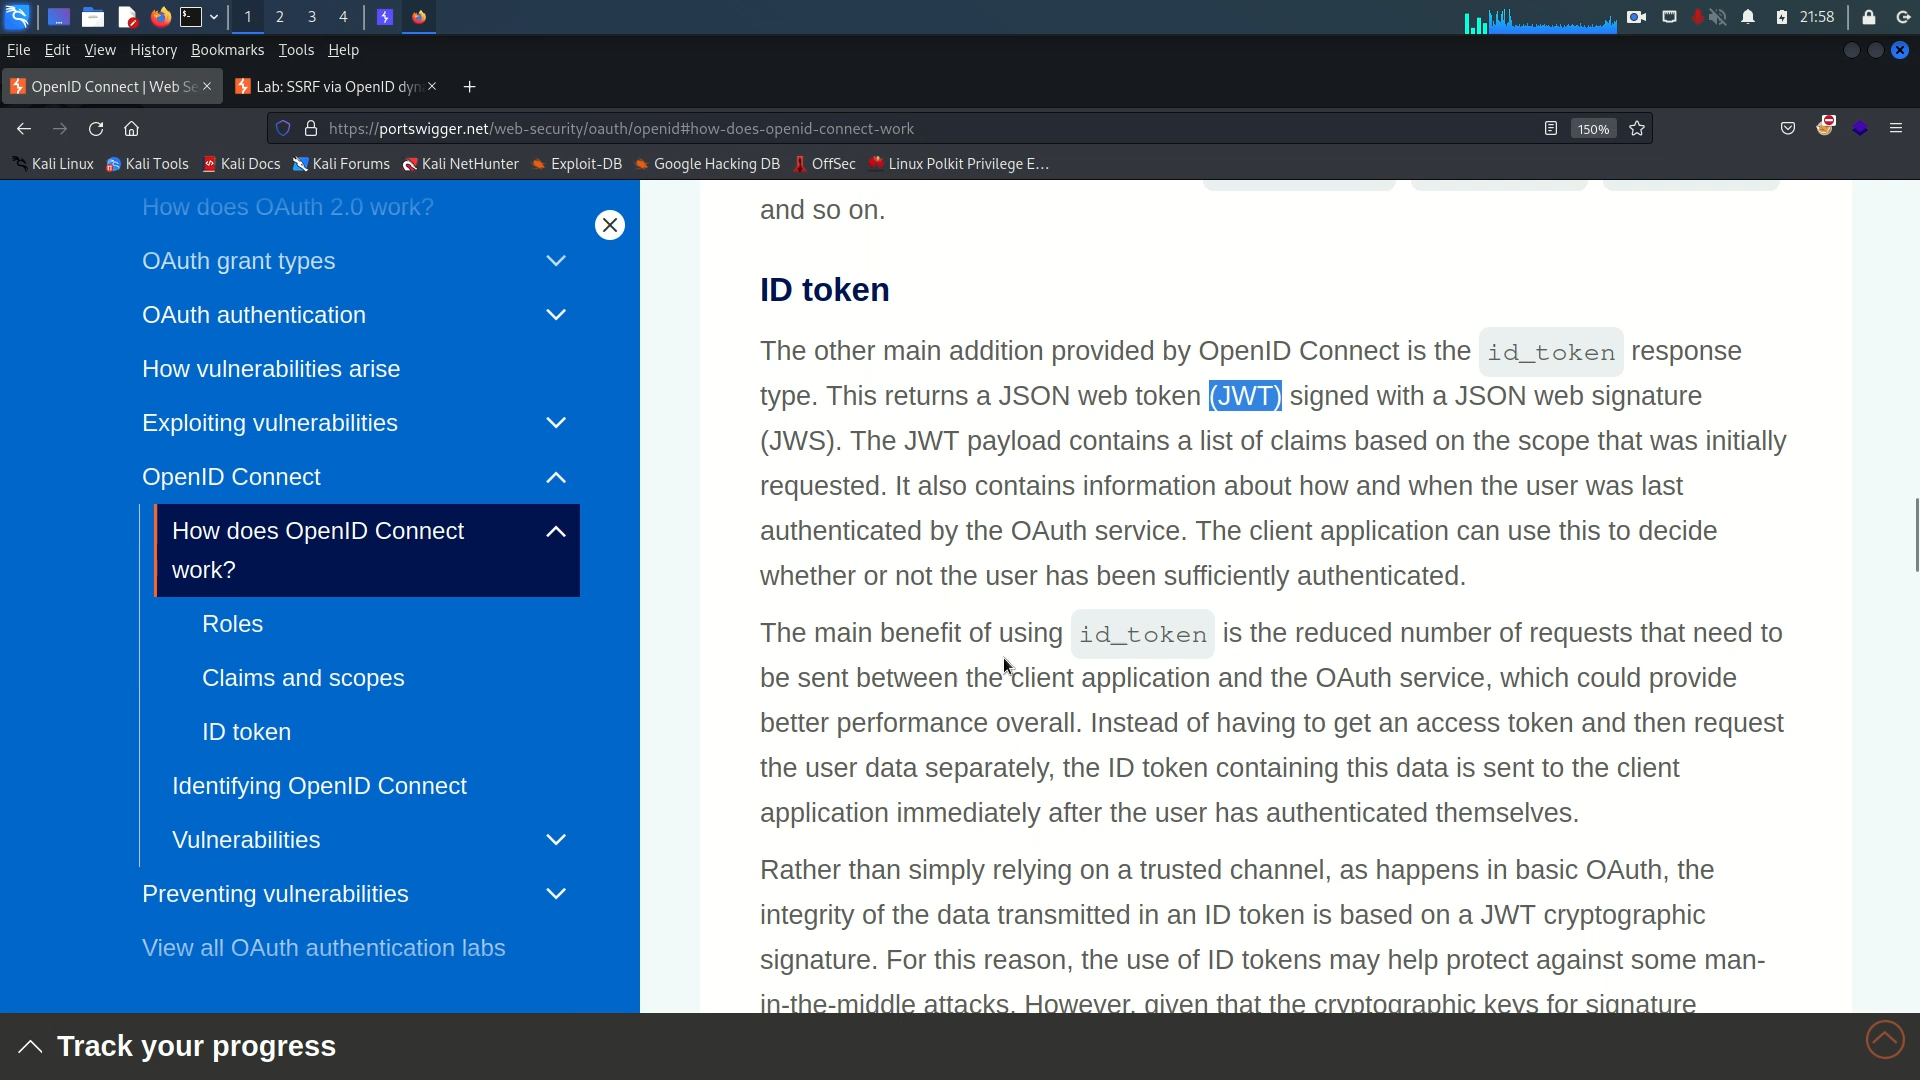 1 2 3 4 21:58
File Edit View History Bookmarks Tools Help
OpenID Connect | Web Se Lab: SSRF via OpenID dyn
https://portswigger.net/web-security/oauth/openid#how-does-openid-connect-work 150%
Kali Linux Kali Tools Kali Docs Kali Forums Kali NetHunter Exploit-DB Google Hacking DB OffSec Linux Polkit Privilege E...
How does OAuth 2.0 work?
OAuth grant types
OAuth authentication
How vulnerabilities arise
Exploiting vulnerabilities
OpenID Connect
How does OpenID Connect
work?
Roles
Claims and scopes
ID token
Identifying OpenID Connect
Vulnerabilities
Preventing vulnerabilities
View all OAuth authentication labs
and so on.
ID token
The other main addition provided by OpenID Connect is the id_token response
type. This returns a JSON web token (JWT) signed with a JSON web signature
(JWS). The JWT payload contains a list of claims based on the scope that was initially
requested. It also contains information about how and when the user was last
authenticated by the OAuth service. The client application can use this to decide
whether or not the user has been sufficiently authenticated.
The main benefit of using id_token is the reduced number of requests that need to
be sent between the client application and the OAuth service, which could provide
better performance overall. Instead of having to get an access token and then request
the user data separately, the ID token containing this data is sent to the client
application immediately after the user has authenticated themselves.
Rather than simply relying on a trusted channel, as happens in basic OAuth, the
integrity of the data transmitted in an ID token is based on a JWT cryptographic
signature. For this reason, the use of ID tokens may help protect against some man-
in-the-middle attacks. However, given that the cryptographic keys for signature
Track your progress